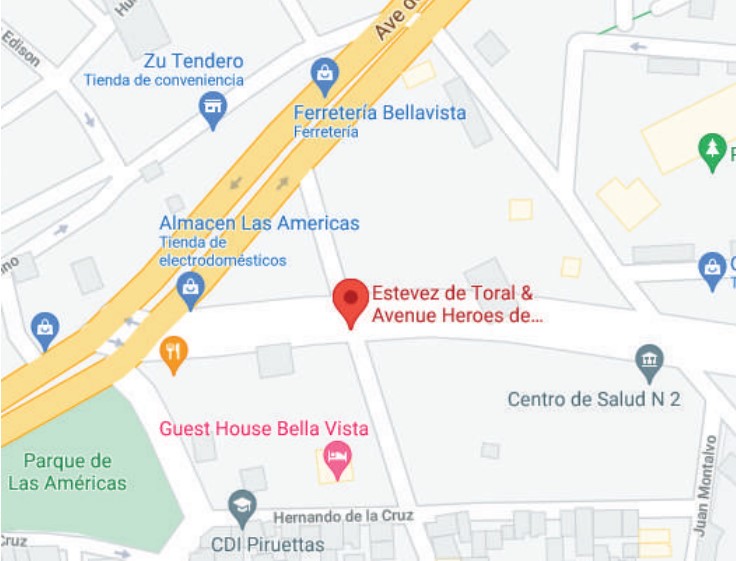 Edison
Ave d
Zu Tendero
Tienda de conveniencia
Ferretería Bellavista
Ferretería
Almacen Las Americas
Tienda de
electrodomésticos
Estevez de Toral &
Avenue Heroes de...
Centro de Salud N 2
Guest House Bella Vista
Parque de
Las Américas
Hernando de la Cruz
CDI Piruettas
Juan Montalvo
Cruz